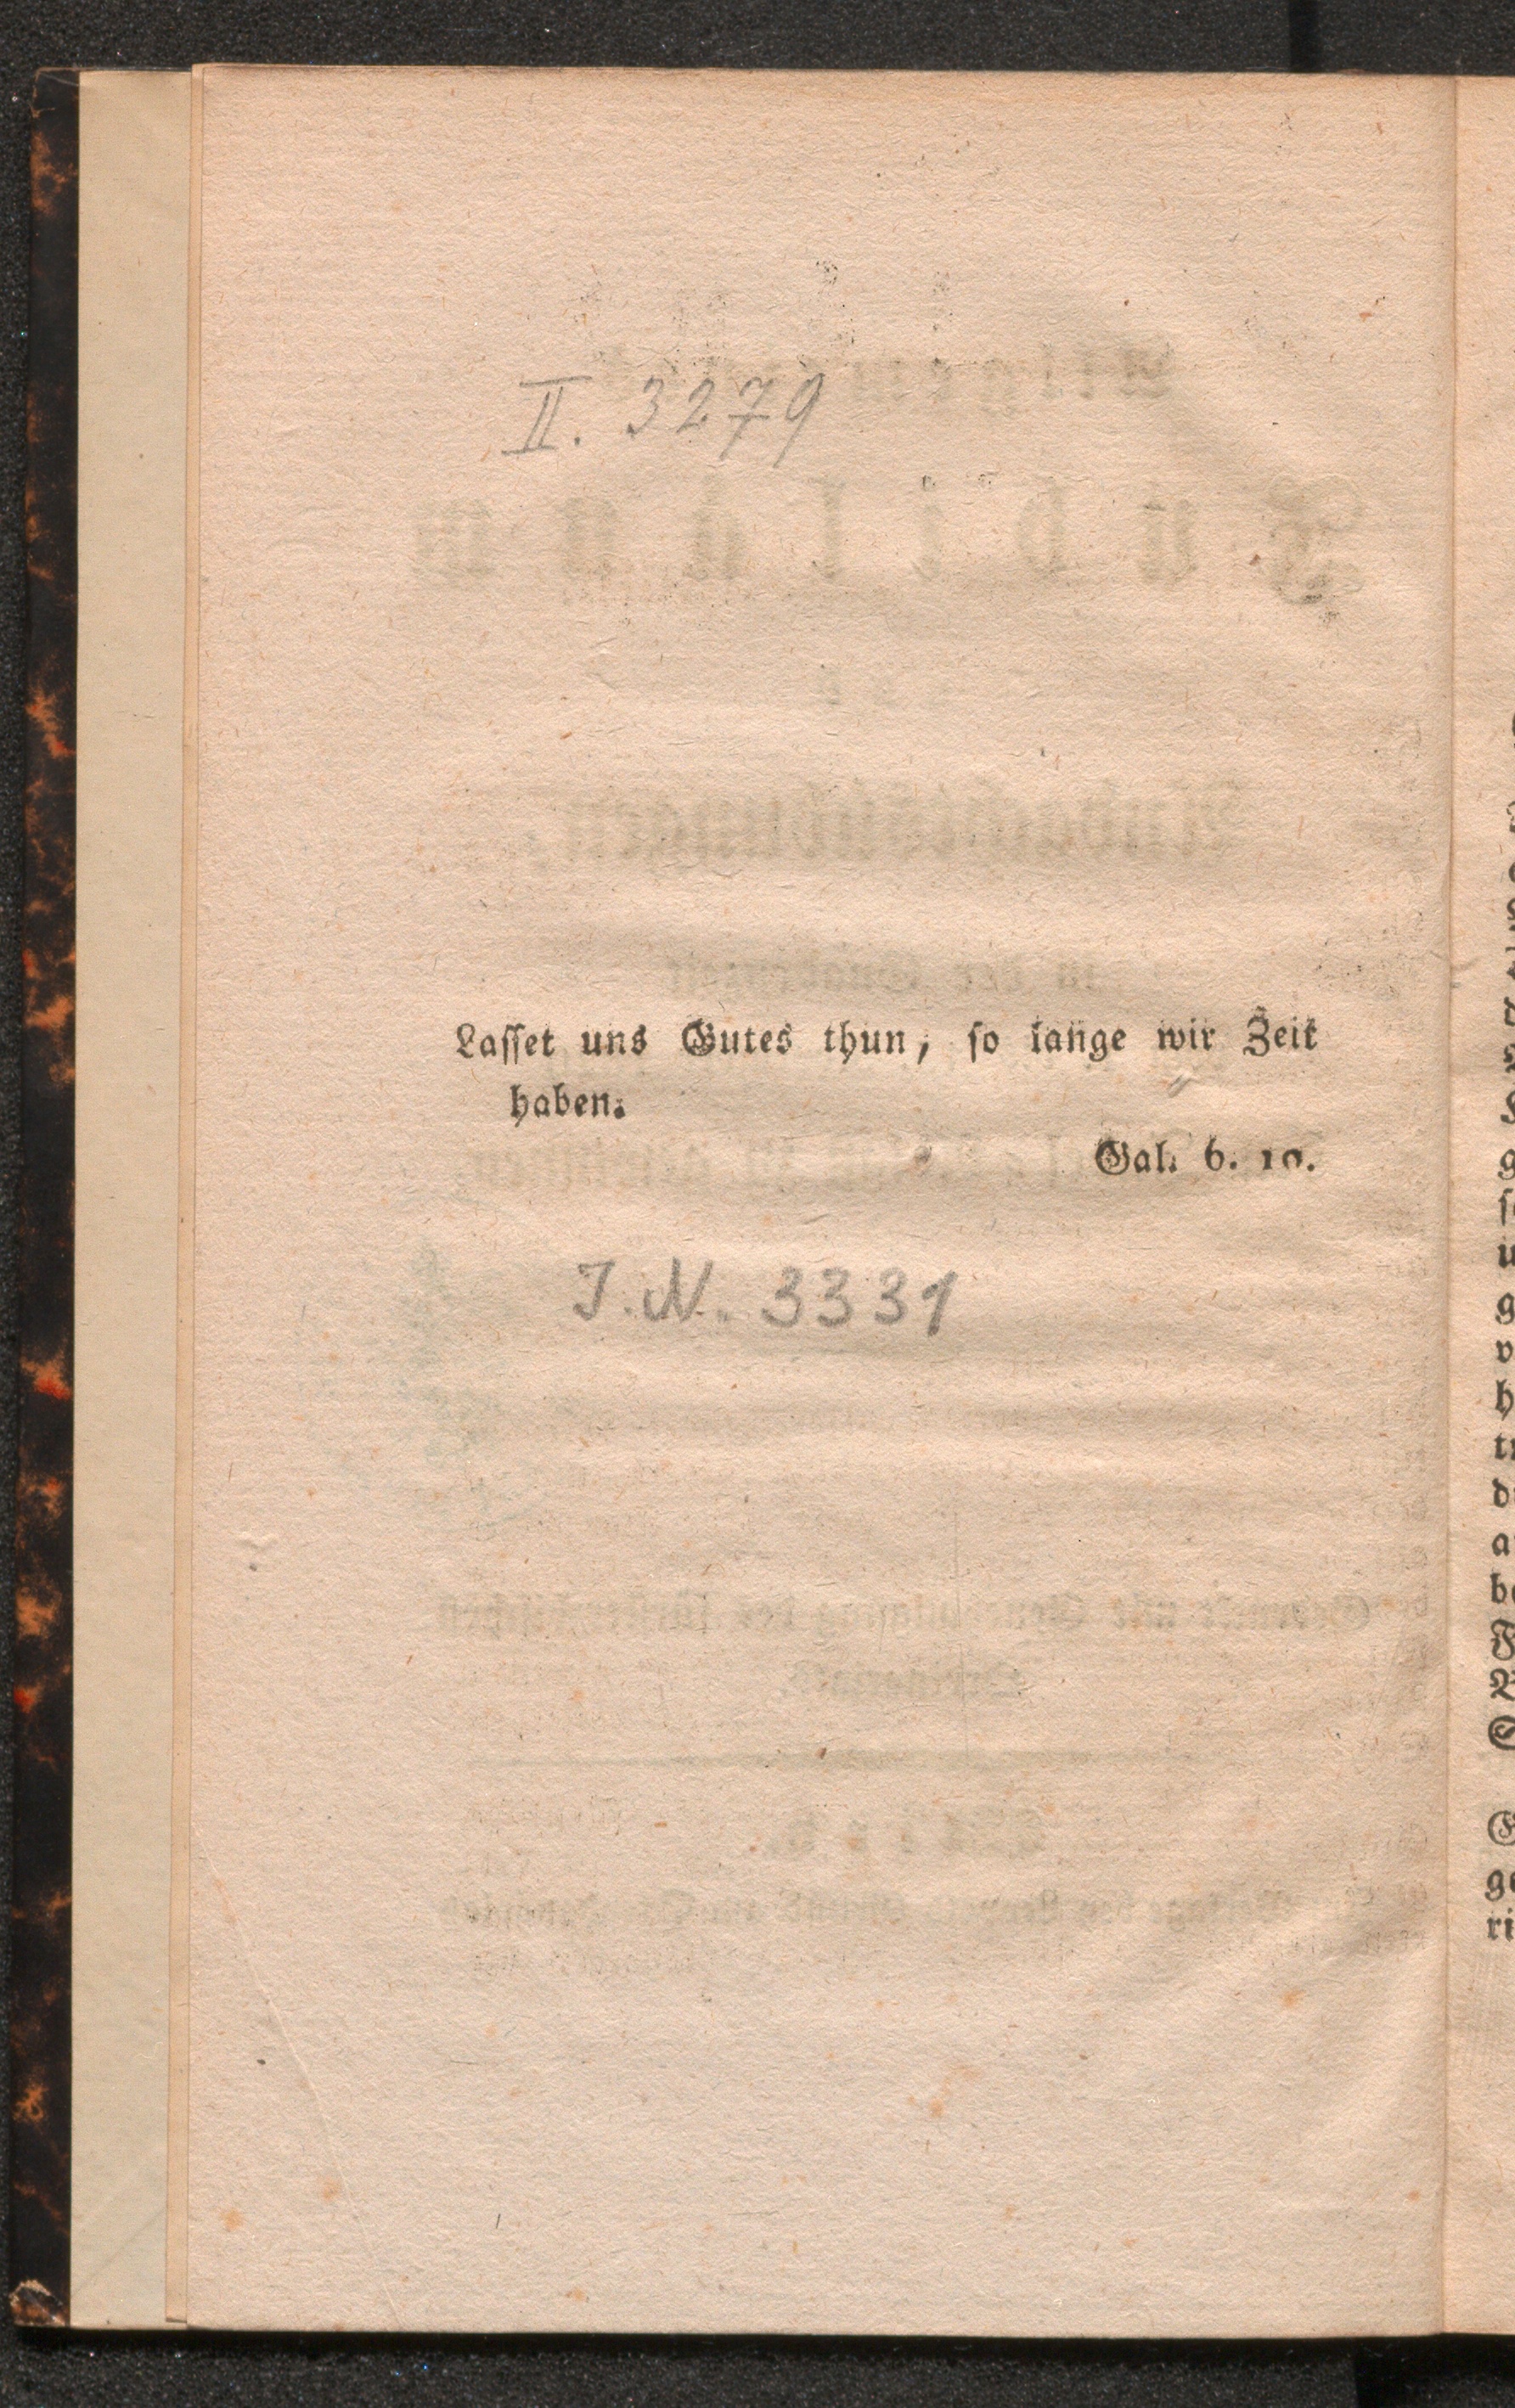 II. 3279
Lasset uns Gutes thun, so lange wir Zeit
haben.
Gal. 6. 10.
J. N. 3331